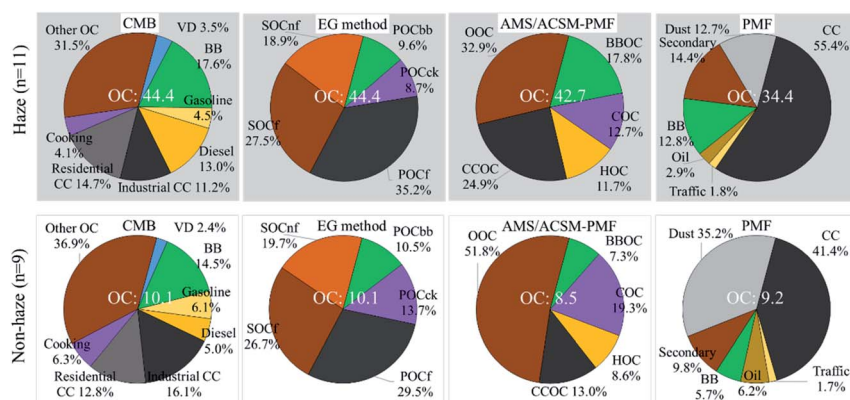 Haze (n=11)
CMB
Other OC
31.5%
VD 3.5%
BB
17.6%
Gasoline
4.5%
Diesel
13.0%
Industrial CC 11.2%
Residential
CC 14.7%
Cooking
4.1%
OC: 44.4
EG method
SOCnf
18.9%
POCbb
9.6%
POCck
8.7%
POCf
35.2%
SOCf
27.5%
OC: 44.4
AMS/ACSM-PMF
OOC
32.9%
BBOC
17.8%
COC
12.7%
HOC
11.7%
CCOC
24.9%
OC: 42.7
PMF
Dust 12.7%
Secondary
14.4%
CC
55.4%
BB
12.8%
Oil
2.9%
Traffic 1.8%
OC: 34.4
Non-haze (n=9)
CMB
Other OC
36.9%
VD 2.4%
BB
14.5%
Gasoline
6.1%
Diesel
5.0%
Industrial CC
16.1%
Residential
CC 12.8%
Cooking
6.3%
OC: 10.1
EG method
SOCnf
19.7%
POCbb
10.5%
POCck
13.7%
POCf
29.5%
SOCf
26.7%
OC: 10.1
AMS/ACSM-PMF
OOC
51.8%
BBOC
7.3%
COC
19.3%
HOC
8.6%
CCOC 13.0%
OC: 8.5
PMF
Dust 35.2%
CC
41.4%
Secondary
9.8%
BB
5.7%
Oil
6.2%
Traffic
1.7%
OC: 9.2